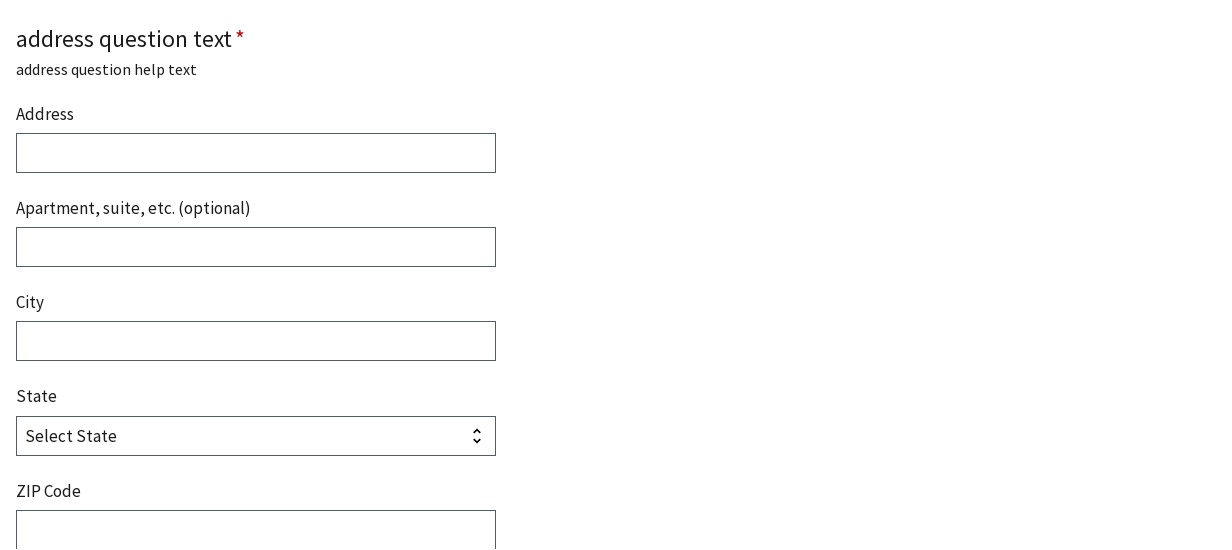 address question text *
address question help text
Address
Apartment, suite, etc. (optional)
City
State
Select State
ZIP Code